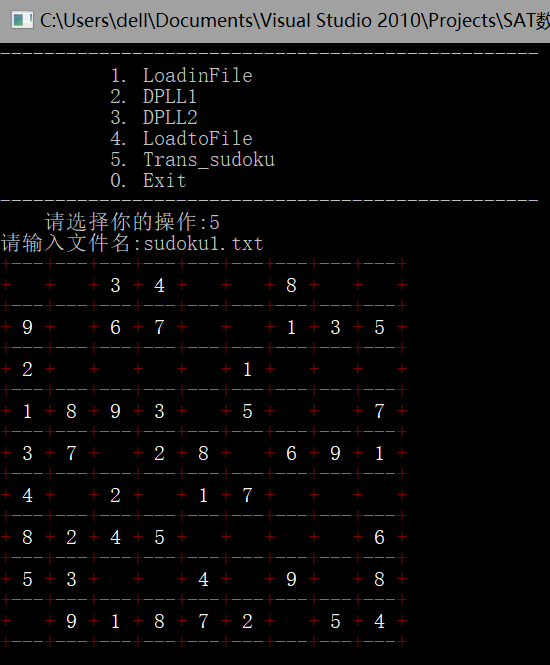 C:\Users\dell\Documents\Visual Studio 2010\Projects\SAT数
1. LoadinFile
2. DPLL1
3. DPLL2
4. LoadtoFile
5. Trans_sudoku
0. Exit
请选择你的操作:5
请输入文件名:sudoku1.txt
3 4 8
9 6 7 1 3 5
2 1
1 8 9 3 5 7
3 7 2 8 6 9 1
4 2 1 7
8 2 4 5 6
5 3 4 9 8
9 1 8 7 2 5 4